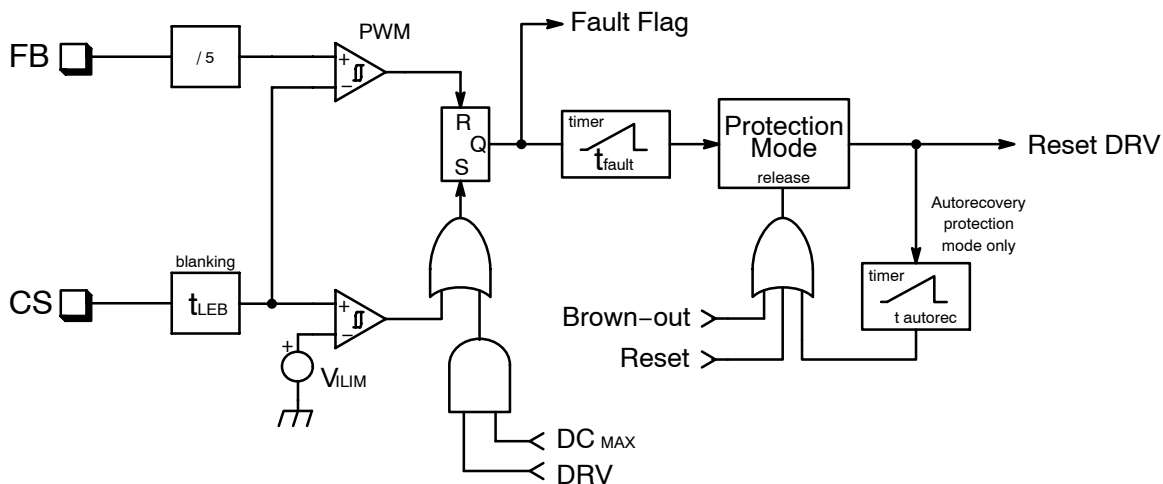 Fault Flag
PWM
FB
/ 5
+
−
R
Q
S
timer
t fault
Protection
Mode
release
Reset DRV
Autorecovery
protection
mode only
blanking
CS
tLEB
+
−
+
VILIM
timer
t autorec
Brown−out
Reset
DC MAX
DRV